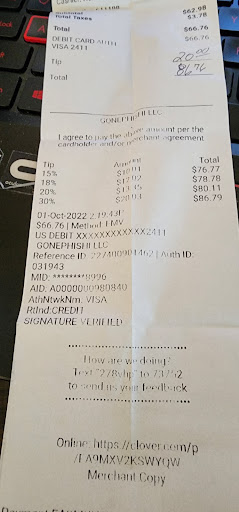 Subtotal $62.98
Total Taxes $3.78
Total $66.76
DEBIT CARD AUTH $66.76
VISA 2411
Tip 20.00
Total 86.76
GONEPHISHI LLC
I agree to pay the above amount per the
cardholder and/or merchant agreement.
Tip Amount Total
15% $10.01 $76.77
18% $12.02 $78.78
20% $13.35 $80.11
30% $20.03 $86.79
01-Oct-2022 2:19:43P
$66.76 | Method: EMV
US DEBIT XXXXXXXXXXXX2411
GONEPHISHI LLC
Reference ID: | Auth ID:
031943
MID: ********8996
AID: A0000000980840
AthNtwkNm: VISA
RtInd:CREDIT
SIGNATURE VERIFIED
How are we doing?
Text to 73752
to send us your feedback
Online: https://clover.com/p
/FA9MXV2KSWYQW
Merchant Copy